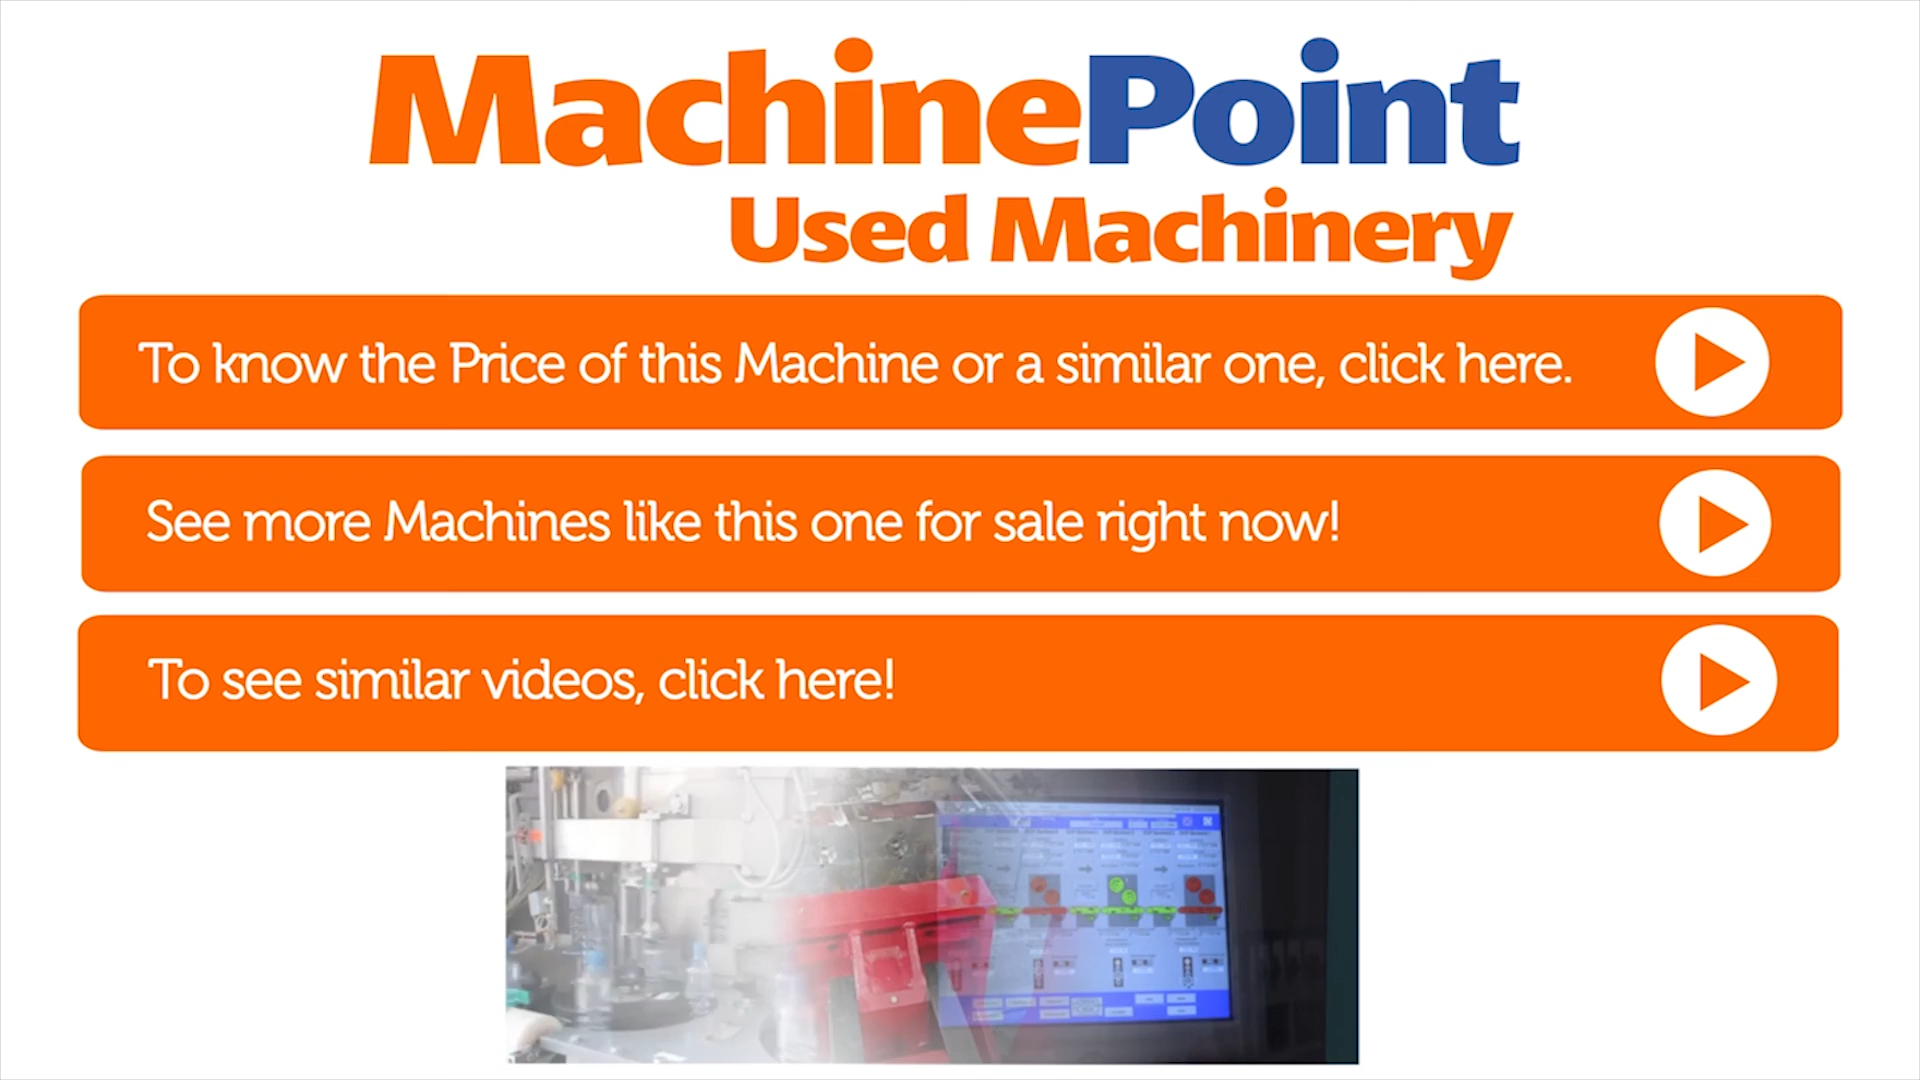 MachinePoint
Used Machinery
To know the Price of this Machine or a similar one, click here.
See more Machines like this one for sale right now!
To see similar videos, click here!